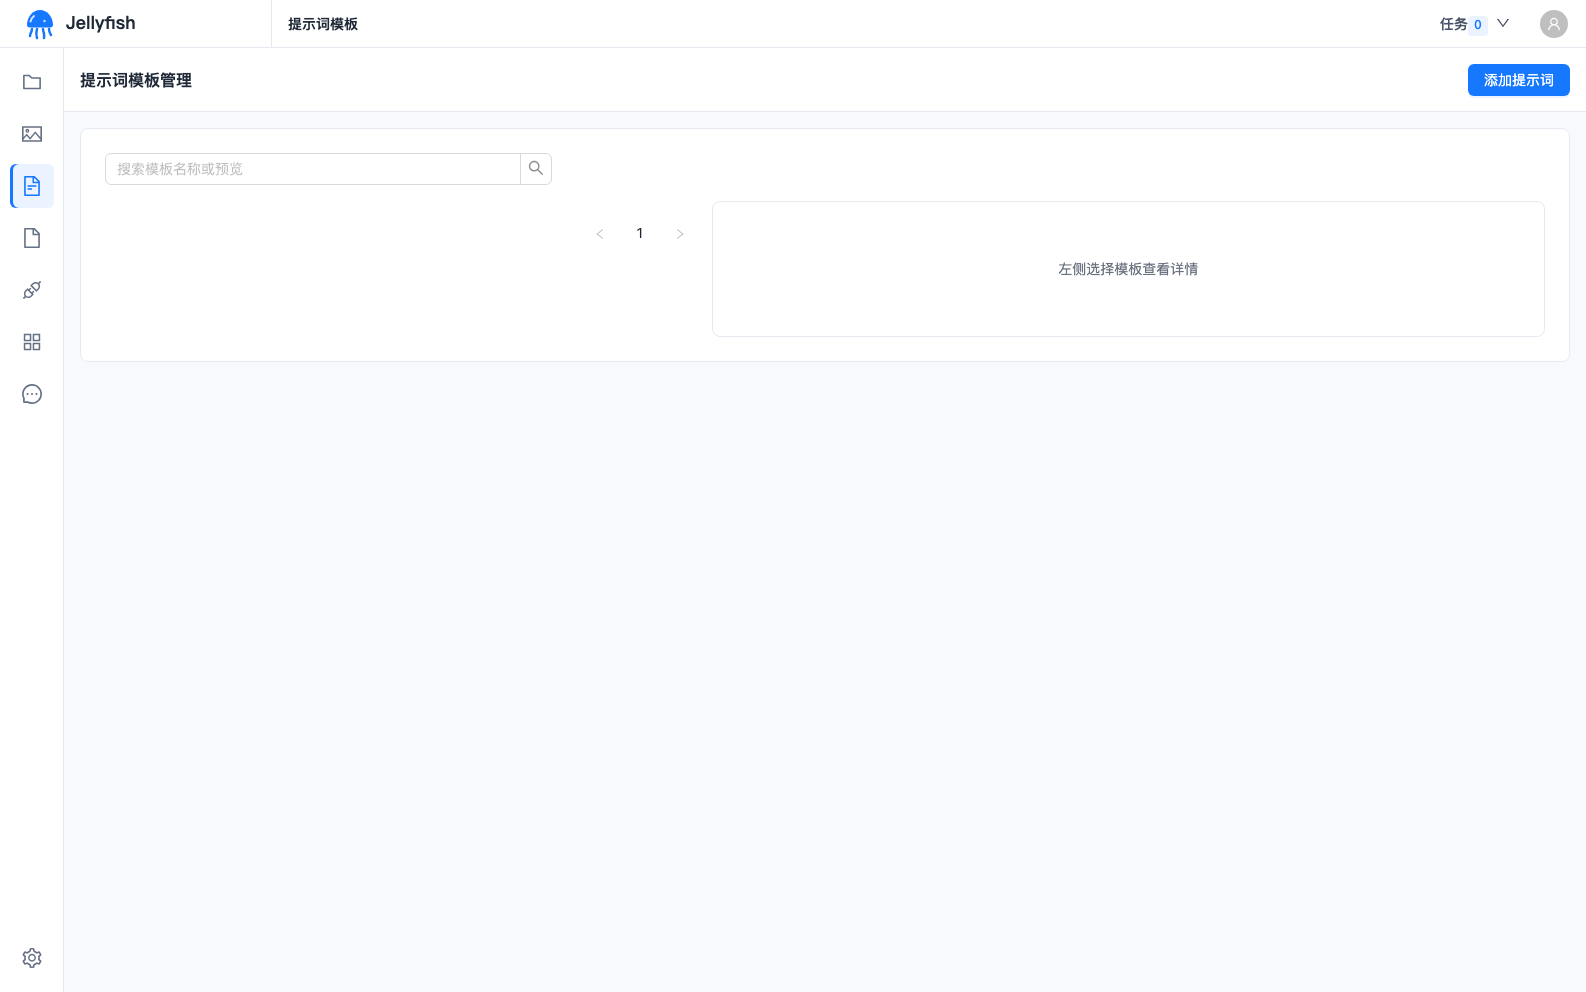 Jellyfish
提示词模板
任务 0
提示词模板管理
添加提示词
搜索模板名称或预览
1
左侧选择模板查看详情